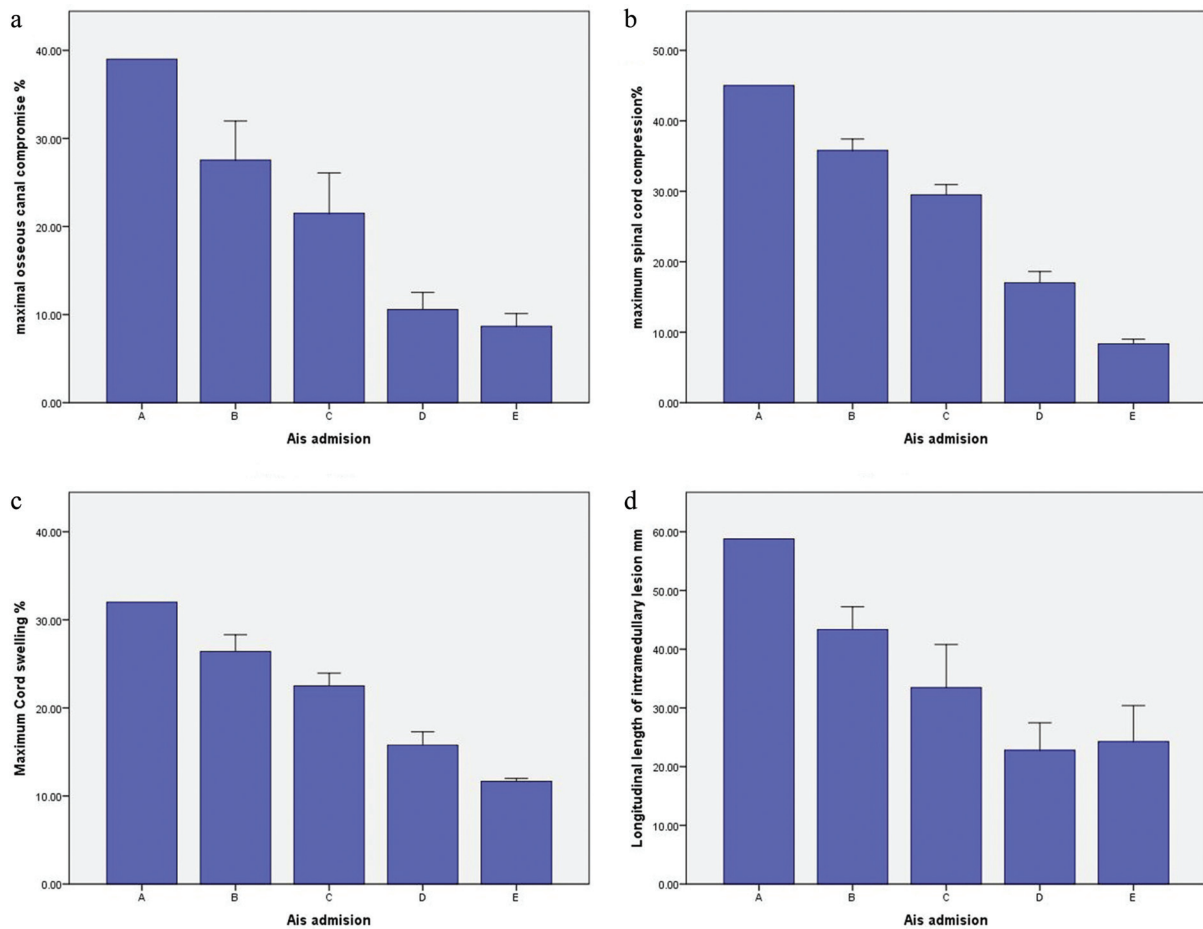 a
maximal osseous canal compromise %
40.00
30.00
20.00
10.00
0.00
A B C D E
Ais admision
b
maximum spinal cord compression%
50.00
40.00
30.00
20.00
10.00
0.00
A B C D E
Ais admision
c
Maximum Cord swelling %
40.00
30.00
20.00
10.00
0.00
A B C D E
Ais admision
d
Longitudinal length of intramedullary lesion mm
60.00
50.00
40.00
30.00
20.00
10.00
0.00
A B C D E
Ais admision